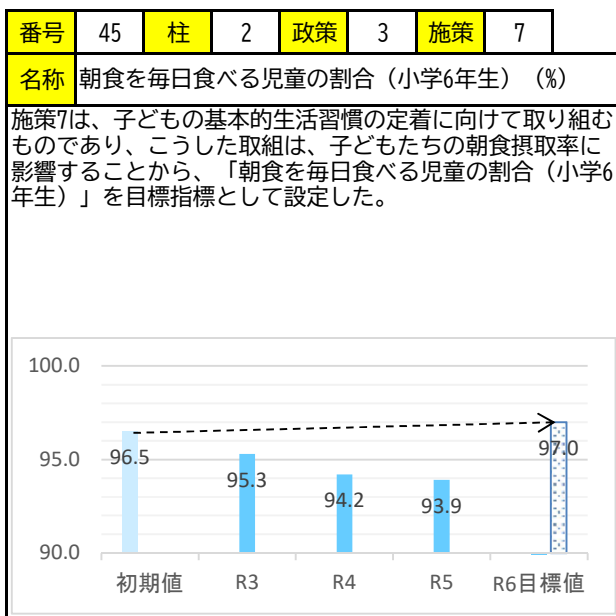 番号 45 柱 2 政策 3 施策 7
名称 朝食を毎日食べる児童の割合（小学6年生）（%）
施策7は、子どもの基本的生活習慣の定着に向けて取り組む
ものであり、こうした取組は、子どもたちの朝食摂取率に
影響することから、「朝食を毎日食べる児童の割合（小学6
年生）」を目標指標として設定した。
100.0
95.0
90.0
96.5
95.3
94.2
93.9
97.0
初期値 R3 R4 R5 R6目標値